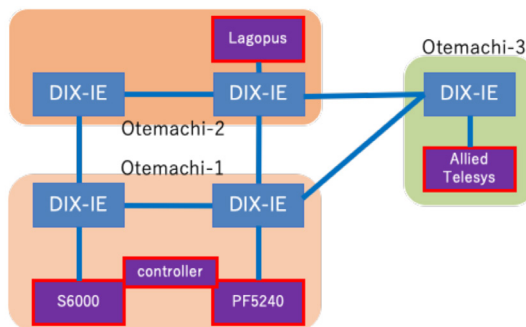 Lagopus
Otemachi-3
DIX-IE
DIX-IE
DIX-IE
Otemachi-2
Allied
Telesys
Otemachi-1
DIX-IE
DIX-IE
controller
S6000
PF5240